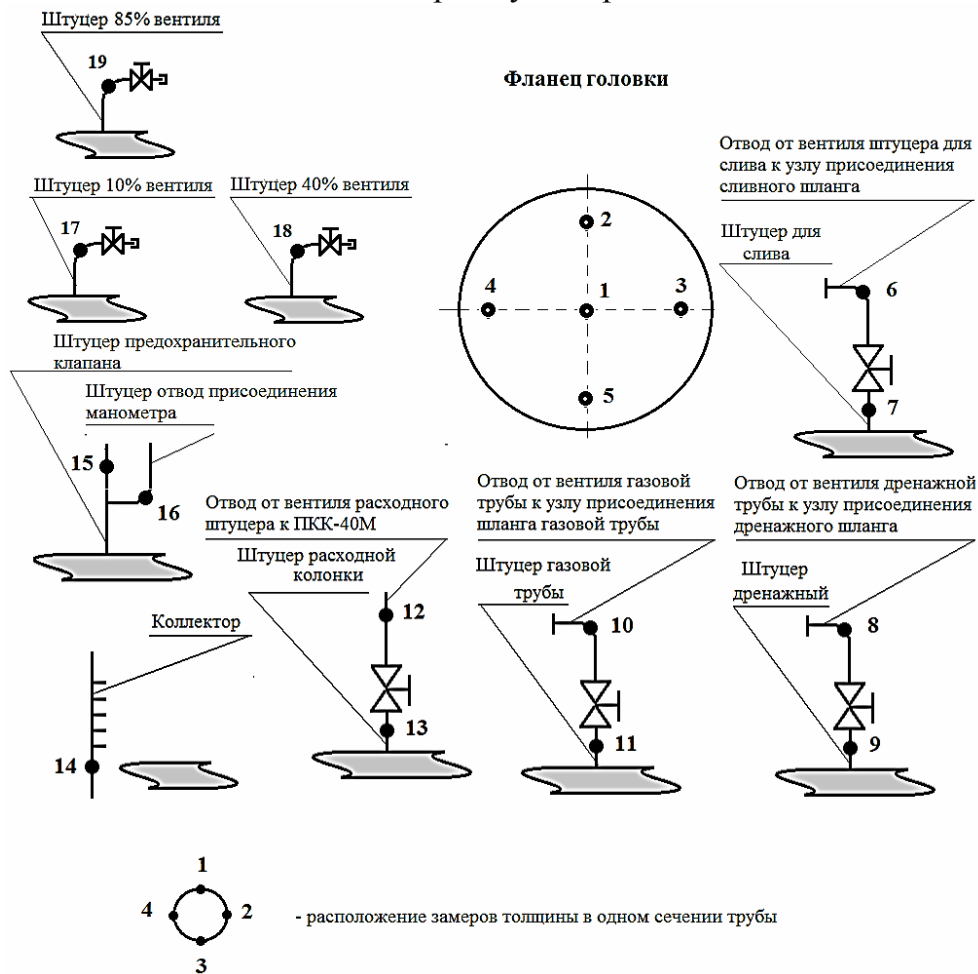 Штуцер 85% вентиля
19
Фланец головки
Отвод от вентиля штуцера для
слива к узлу присоединения
сливного шланга
Штуцер 10% вентиля
Штуцер 40% вентиля
17
18
2
4
1
3
5
Штуцер для
слива
6
7
Штуцер предохранительного
клапана
Штуцер отвод присоединения
манометра
15
16
Отвод от вентиля расходного
штуцера к ПКК-40М
Штуцер расходной
колонки
12
13
Отвод от вентиля газовой
трубы к узлу присоединения
шланга газовой трубы
Штуцер газовой
трубы
10
11
Отвод от вентиля дренажной
трубы к узлу присоединения
дренажного шланга
Штуцер
дренажный
8
9
Коллектор
14
1
4
2
3
- расположение замеров толщины в одном сечении трубы